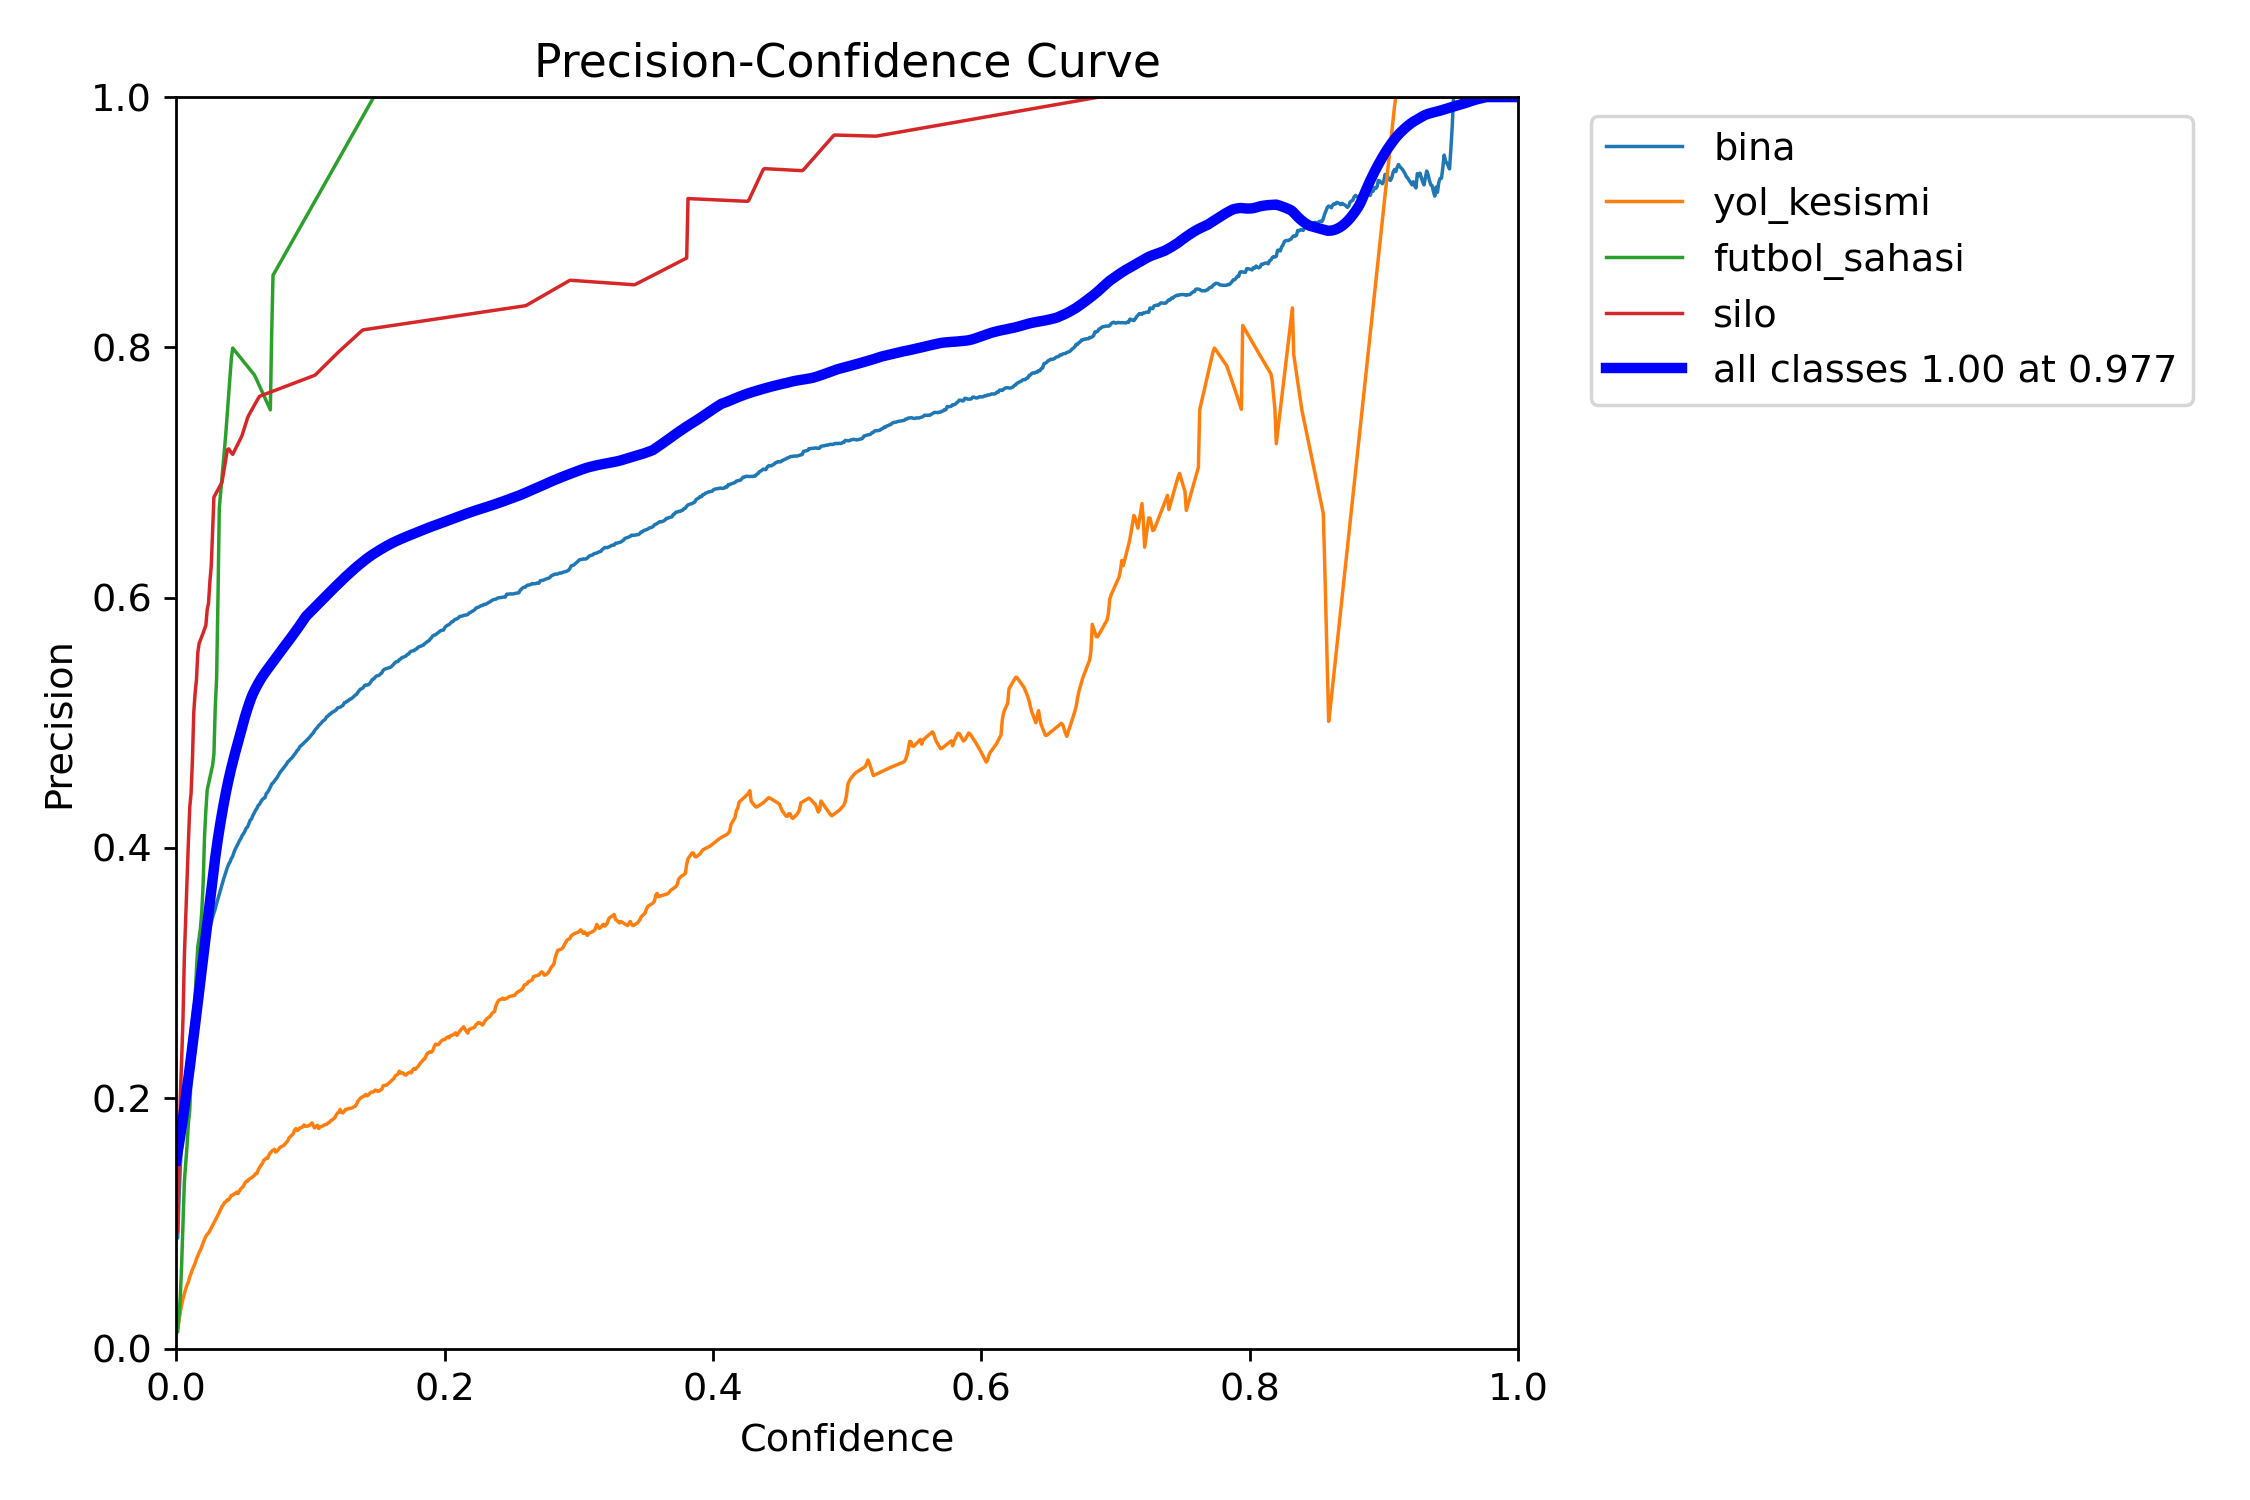 Precision-Confidence Curve
1.0
0.8
0.6
0.4
0.2
0.0
Precision
0.0 0.2 0.4 0.6 0.8 1.0
Confidence
bina
yol_kesismi
futbol_sahasi
silo
all classes 1.00 at 0.977